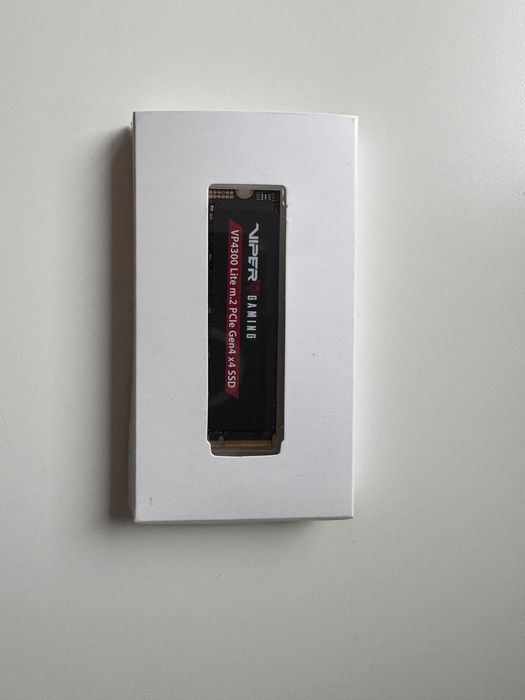 VIPER GAMING
VP4300 Lite m.2 PCIe Gen4 x4 SSD